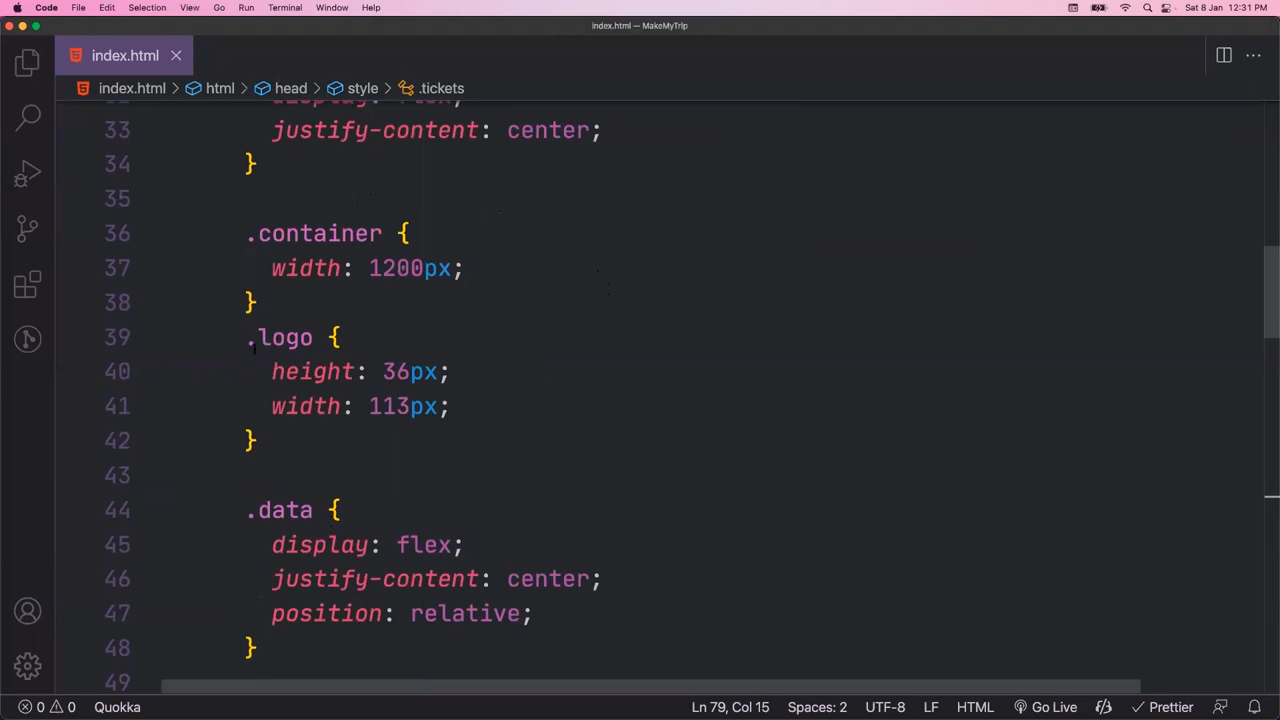 Code File Edit Selection View Go Run Terminal Window Help Sat 8 Jan 12:31 PM
index.html — MakeMyTrip
index.html
index.html > html > head > style > .tickets
32 display: flex;
33 justify-content: center;
34 }
35
36 .container {
37 width: 1200px;
38 }
39 .logo {
40 height: 36px;
41 width: 113px;
42 }
43
44 .data {
45 display: flex;
46 justify-content: center;
47 position: relative;
48 }
49
0 0 Quokka Ln 79, Col 15 Spaces: 2 UTF-8 LF HTML Go Live Prettier